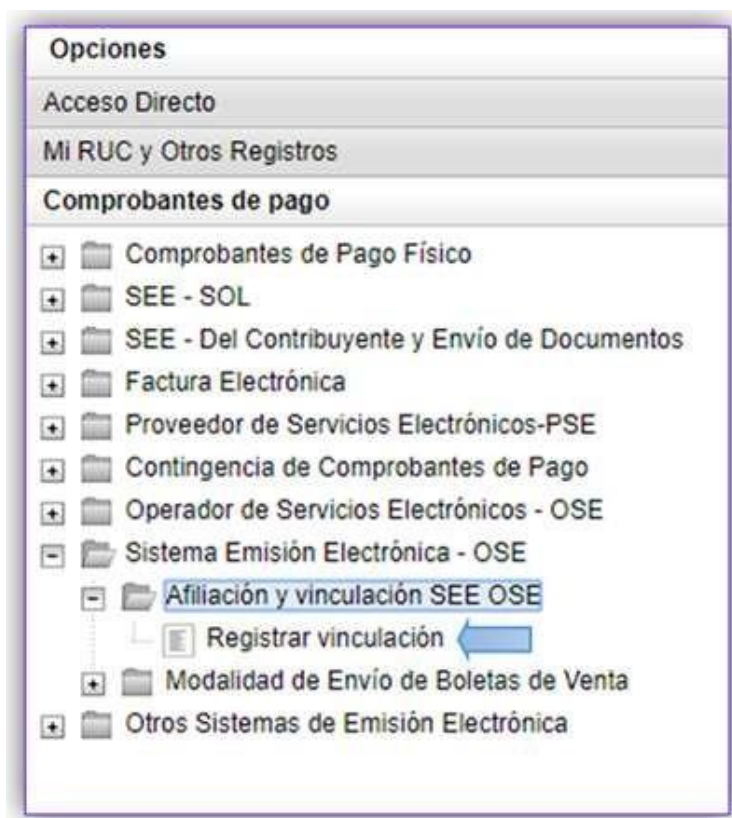 Opciones
Acceso Directo
Mi RUC y Otros Registros
Comprobantes de pago
Comprobantes de Pago Físico
SEE - SOL
SEE - Del Contribuyente y Envío de Documentos
Factura Electrónica
Proveedor de Servicios Electrónicos-PSE
Contingencia de Comprobantes de Pago
Operador de Servicios Electrónicos - OSE
Sistema Emisión Electrónica - OSE
Afiliación y vinculación SEE OSE
Registrar vinculación
Modalidad de Envío de Boletas de Venta
Otros Sistemas de Emisión Electrónica